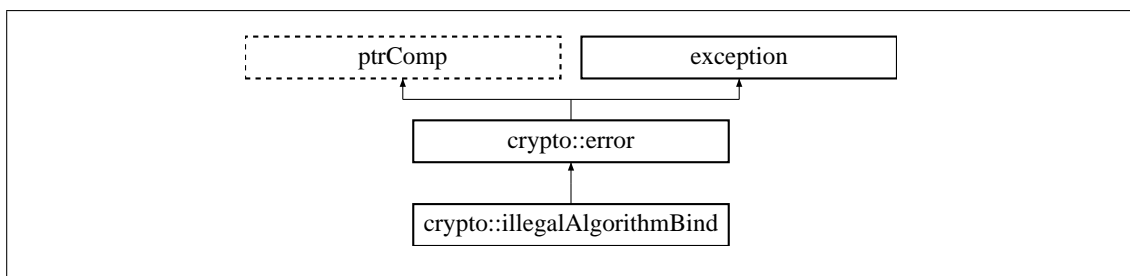 ptrComp
exception
crypto::error
crypto::illegalAlgorithmBind